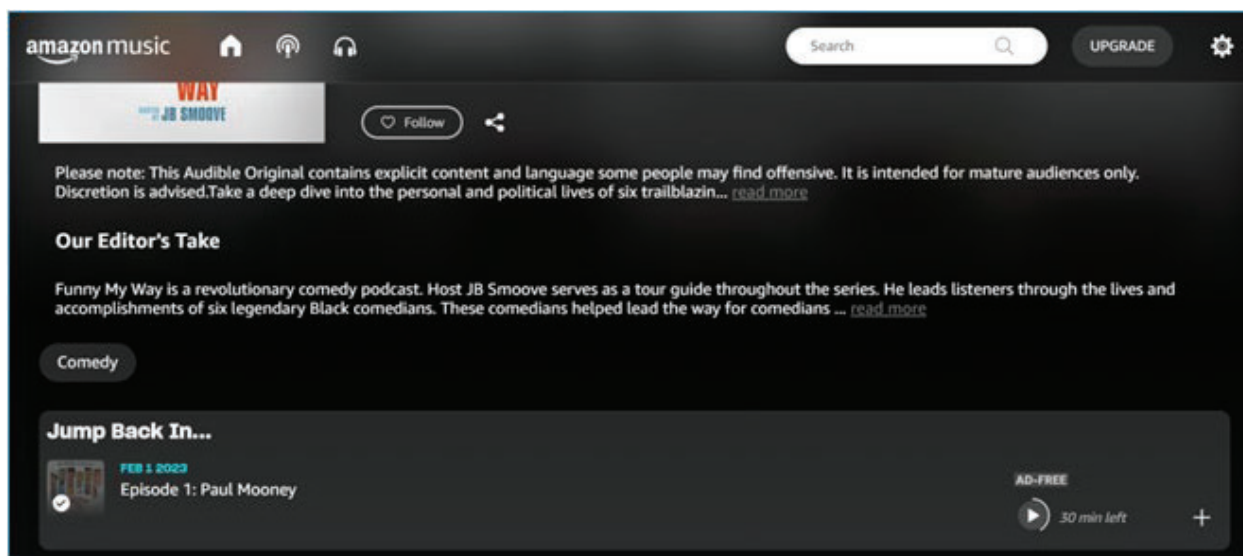 amazon music
Search
UPGRADE
WAY
JB SMOOVE
Follow
Please note: This Audible Original contains explicit content and language some people may find offensive. It is intended for mature audiences only.
Discretion is advised.Take a deep dive into the personal and political lives of six trailblazin... read more
Our Editor's Take
Funny My Way is a revolutionary comedy podcast. Host JB Smoove serves as a tour guide throughout the series. He leads listeners through the lives and
accomplishments of six legendary Black comedians. These comedians helped lead the way for comedians ... read more
Comedy
Jump Back In...
FEB 1 2023
Episode 1: Paul Mooney
AD-FREE
30 min left